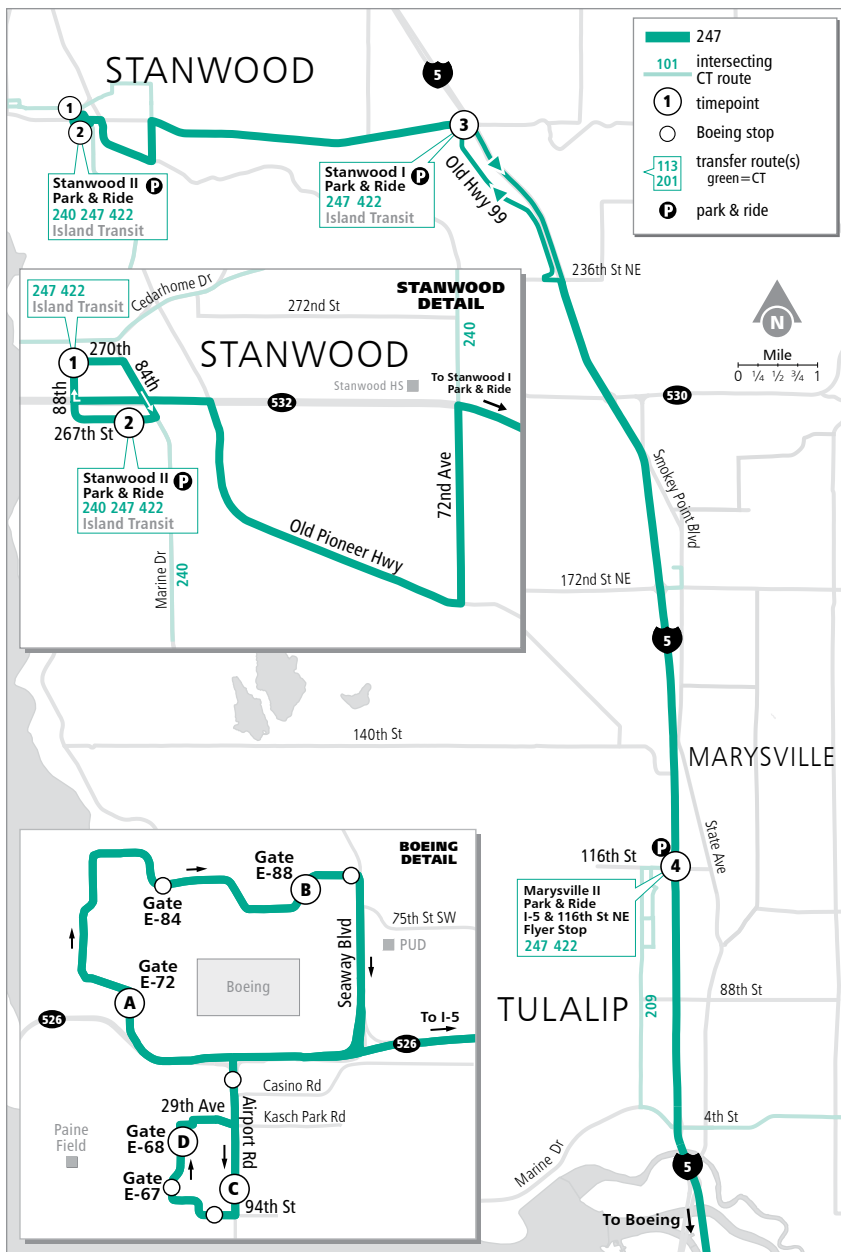 STANWOOD
5
247
101
intersecting
CT route
1
timepoint
Boeing stop
113
201
transfer route(s)
green=CT
P
park & ride
1
2
3
Stanwood II
Park & Ride
P
240 247 422
Island Transit
Stanwood I
Park & Ride
P
247 422
Island Transit
Old Hwy 99
236th St NE
N
Mile
0 ¼ ½ ¾ 1
530
Smokey Point Blvd
172nd St NE
5
140th St
MARYSVILLE
State Ave
116th St
P
4
Marysville II
Park & Ride
I-5 & 116th St NE
Flyer Stop
247 422
TULALIP
209
88th St
4th St
Marine Dr
5
To Boeing
STANWOOD
DETAIL
247 422
Island Transit
Cedarhome Dr
272nd St
240
STANWOOD
1
270th
84th
88th
Stanwood HS
To Stanwood I
Park & Ride
532
2
267th St
Stanwood II
Park & Ride
P
240 247 422
Island Transit
72nd Ave
Old Pioneer Hwy
Marine Dr
240
BOEING
DETAIL
Gate
E-88
B
Gate
E-84
75th St SW
PUD
Gate
E-72
A
Boeing
Seaway Blvd
526
To I-5
526
Casino Rd
29th Ave
Airport Rd
Kasch Park Rd
Paine
Field
Gate
E-68
D
Gate
E-67
C
94th St